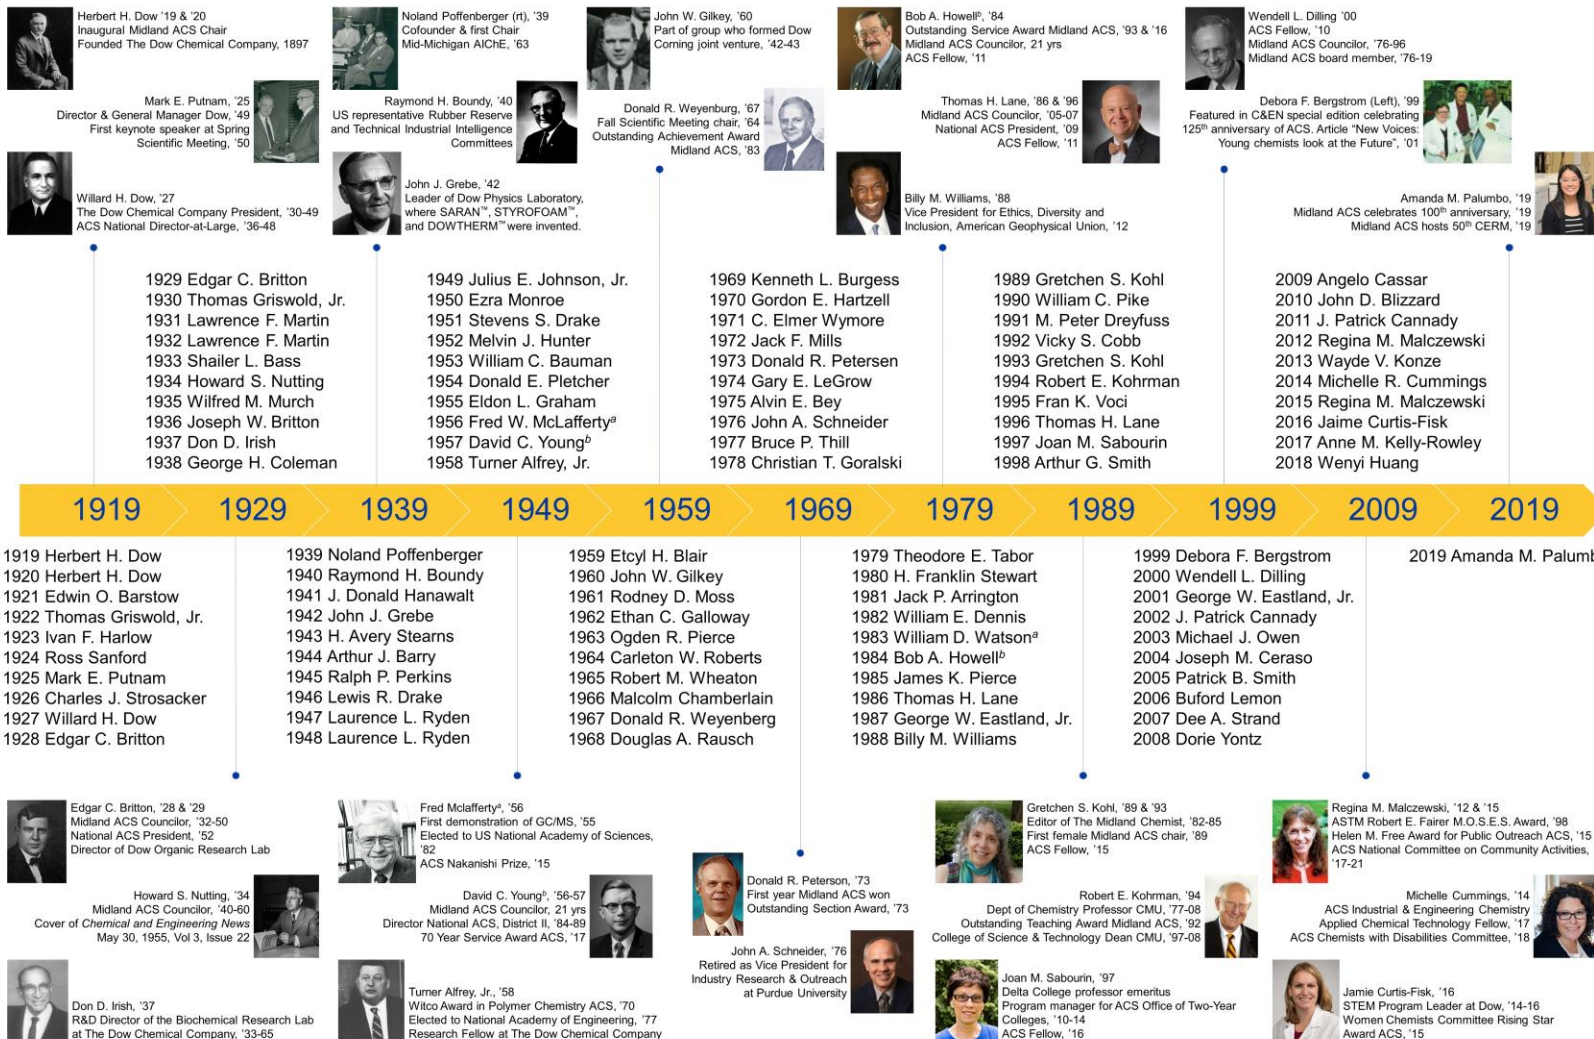 Herbert H. Dow '19 & '20
Inaugural Midland ACS Chair
Founded The Dow Chemical Company, 1897
Mark E. Putnam, '25
Director & General Manager Dow, '49
First keynote speaker at Spring
Scientific Meeting, '50
Willard H. Dow, '27
The Dow Chemical Company President, '30-49
ACS National Director-at-Large, '36-48
Noland Poffenberger (rt), '39
Cofounder & first Chair
Mid-Michigan AIChE, '63
Raymond H. Boundy, '40
US representative Rubber Reserve
and Technical Industrial Intelligence
Committees
John J. Grebe, '42
Leader of Dow Physics Laboratory,
where SARAN™, STYROFOAM™,
and DOWTHERM™ were invented.
John W. Gilkey, '60
Part of group who formed Dow
Corning joint venture, '42-43
Donald R. Weyenburg, '67
Fall Scientific Meeting chair, '64
Outstanding Achievement Award
Midland ACS, '83
Bob A. Howellᵇ, '84
Outstanding Service Award Midland ACS, '93 & '16
Midland ACS Councilor, 21 yrs
ACS Fellow, '11
Thomas H. Lane, '86 & '96
Midland ACS Councilor, '05-07
National ACS President, '09
ACS Fellow, '11
Billy M. Williams, '88
Vice President for Ethics, Diversity and
Inclusion, American Geophysical Union, '12
Wendell L. Dilling '00
ACS Fellow, '10
Midland ACS Councilor, '76-96
Midland ACS board member, '76-19
Debora F. Bergstrom (Left), '99
Featured in C&EN special edition celebrating
125th anniversary of ACS. Article "New Voices:
Young chemists look at the Future", '01
Amanda M. Palumbo, '19
Midland ACS celebrates 100th anniversary, '19
Midland ACS hosts 50th CERM, '19
1929 Edgar C. Britton
1930 Thomas Griswold, Jr.
1931 Lawrence F. Martin
1932 Lawrence F. Martin
1933 Shailer L. Bass
1934 Howard S. Nutting
1935 Wilfred M. Murch
1936 Joseph W. Britton
1937 Don D. Irish
1938 George H. Coleman
1949 Julius E. Johnson, Jr.
1950 Ezra Monroe
1951 Stevens S. Drake
1952 Melvin J. Hunter
1953 William C. Bauman
1954 Donald E. Pletcher
1955 Eldon L. Graham
1956 Fred W. McLaffertyᵃ
1957 David C. Youngᵇ
1958 Turner Alfrey, Jr.
1969 Kenneth L. Burgess
1970 Gordon E. Hartzell
1971 C. Elmer Wymore
1972 Jack F. Mills
1973 Donald R. Petersen
1974 Gary E. LeGrow
1975 Alvin E. Bey
1976 John A. Schneider
1977 Bruce P. Thill
1978 Christian T. Goralski
1989 Gretchen S. Kohl
1990 William C. Pike
1991 M. Peter Dreyfuss
1992 Vicky S. Cobb
1993 Gretchen S. Kohl
1994 Robert E. Kohrman
1995 Fran K. Voci
1996 Thomas H. Lane
1997 Joan M. Sabourin
1998 Arthur G. Smith
2009 Angelo Cassar
2010 John D. Blizzard
2011 J. Patrick Cannady
2012 Regina M. Malczewski
2013 Wayde V. Konze
2014 Michelle R. Cummings
2015 Regina M. Malczewski
2016 Jaime Curtis-Fisk
2017 Anne M. Kelly-Rowley
2018 Wenyi Huang
1919 1929 1939 1949 1959 1969 1979 1989 1999 2009 2019
1919 Herbert H. Dow
1920 Herbert H. Dow
1921 Edwin O. Barstow
1922 Thomas Griswold, Jr.
1923 Ivan F. Harlow
1924 Ross Sanford
1925 Mark E. Putnam
1926 Charles J. Strosacker
1927 Willard H. Dow
1928 Edgar C. Britton
1939 Noland Poffenberger
1940 Raymond H. Boundy
1941 J. Donald Hanawalt
1942 John J. Grebe
1943 H. Avery Stearns
1944 Arthur J. Barry
1945 Ralph P. Perkins
1946 Lewis R. Drake
1947 Laurence L. Ryden
1948 Laurence L. Ryden
1959 Etcyl H. Blair
1960 John W. Gilkey
1961 Rodney D. Moss
1962 Ethan C. Galloway
1963 Ogden R. Pierce
1964 Carleton W. Roberts
1965 Robert M. Wheaton
1966 Malcolm Chamberlain
1967 Donald R. Weyenberg
1968 Douglas A. Rausch
1979 Theodore E. Tabor
1980 H. Franklin Stewart
1981 Jack P. Arrington
1982 William E. Dennis
1983 William D. Watsonᵃ
1984 Bob A. Howellᵇ
1985 James K. Pierce
1986 Thomas H. Lane
1987 George W. Eastland, Jr.
1988 Billy M. Williams
1999 Debora F. Bergstrom
2000 Wendell L. Dilling
2001 George W. Eastland, Jr.
2002 J. Patrick Cannady
2003 Michael J. Owen
2004 Joseph M. Ceraso
2005 Patrick B. Smith
2006 Buford Lemon
2007 Dee A. Strand
2008 Dorie Yontz
2019 Amanda M. Palumb
Edgar C. Britton, '28 & '29
Midland ACS Councilor, '32-50
National ACS President, '52
Director of Dow Organic Research Lab
Howard S. Nutting, '34
Midland ACS Councilor, '40-60
Cover of Chemical and Engineering News
May 30, 1955, Vol 3, Issue 22
Don D. Irish, '37
R&D Director of the Biochemical Research Lab
at The Dow Chemical Company, '33-65
Fred Mclaffertyᵃ, '56
First demonstration of GC/MS, '55
Elected to US National Academy of Sciences,
'82
ACS Nakanishi Prize, '15
David C. Youngᵇ, '56-57
Midland ACS Councilor, 21 yrs
Director National ACS, District II, '84-89
70 Year Service Award ACS, '17
Turner Alfrey, Jr., '58
Witco Award in Polymer Chemistry ACS, '70
Elected to National Academy of Engineering, '77
Research Fellow at The Dow Chemical Company
Donald R. Peterson, '73
First year Midland ACS won
Outstanding Section Award, '73
John A. Schneider, '76
Retired as Vice President for
Industry Research & Outreach
at Purdue University
Gretchen S. Kohl, '89 & '93
Editor of The Midland Chemist, '82-85
First female Midland ACS chair, '89
ACS Fellow, '15
Robert E. Kohrman, '94
Dept of Chemistry Professor CMU, '77-08
Outstanding Teaching Award Midland ACS, '92
College of Science & Technology Dean CMU, '97-08
Joan M. Sabourin, '97
Delta College professor emeritus
Program manager for ACS Office of Two-Year
Colleges, '10-14
ACS Fellow, '16
Regina M. Malczewski, '12 & '15
ASTM Robert E. Fairer M.O.S.E.S. Award, '98
Helen M. Free Award for Public Outreach ACS, '15
ACS National Committee on Community Activities,
'17-21
Michelle Cummings, '14
ACS Industrial & Engineering Chemistry
Applied Chemical Technology Fellow, '17
ACS Chemists with Disabilities Committee, '18
Jamie Curtis-Fisk, '16
STEM Program Leader at Dow, '14-16
Women Chemists Committee Rising Star
Award ACS, '15